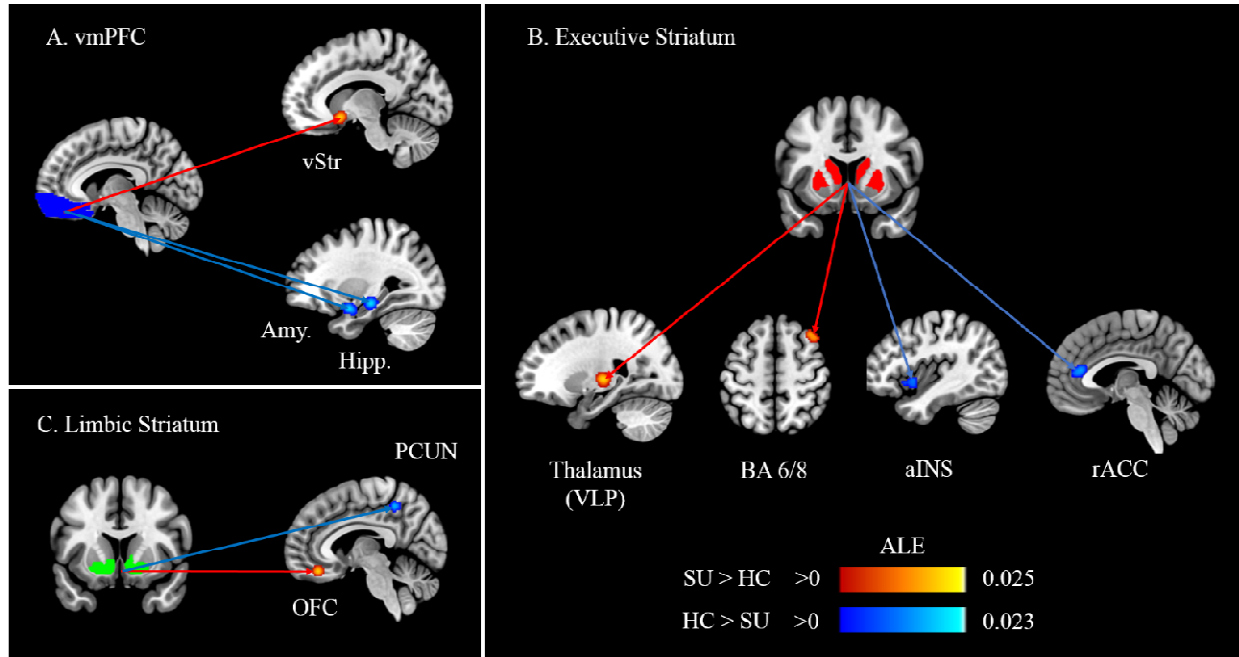 A. vmPFC
vStr
Amy.
Hipp.
B. Executive Striatum
Thalamus
(VLP)
BA 6/8
aINS
rACC
C. Limbic Striatum
PCUN
OFC
ALE
SU > HC >0 0.025
HC > SU >0 0.023